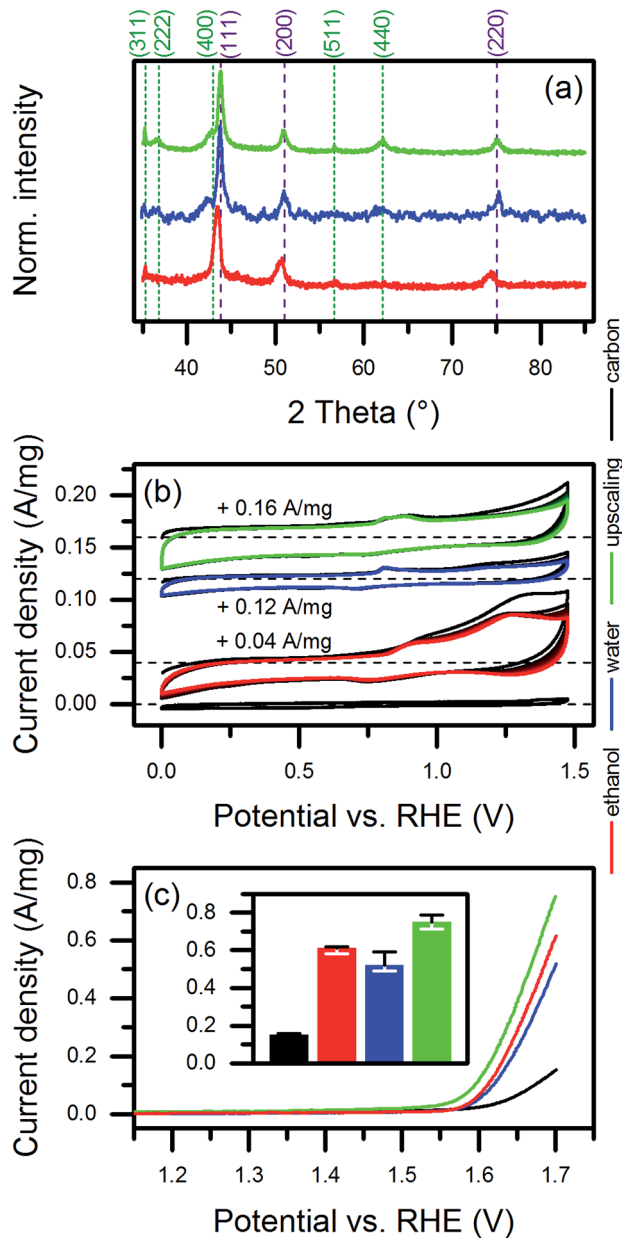 (311)
(222)
(400)
(111)
(200)
(511)
(440)
(220)
(a)
Norm. intensity
40 50 60 70 80
2 Theta (°)
(b)
+ 0.16 A/mg
+ 0.12 A/mg
+ 0.04 A/mg
0.20
0.15
0.10
0.05
0.00
Current density (A/mg)
0.0 0.5 1.0 1.5
Potential vs. RHE (V)
(c)
0.8
0.6
0.4
0.2
0.0
0.8
0.6
0.4
0.2
0.0
Current density (A/mg)
1.2 1.3 1.4 1.5 1.6 1.7
Potential vs. RHE (V)
ethanol water upscaling carbon